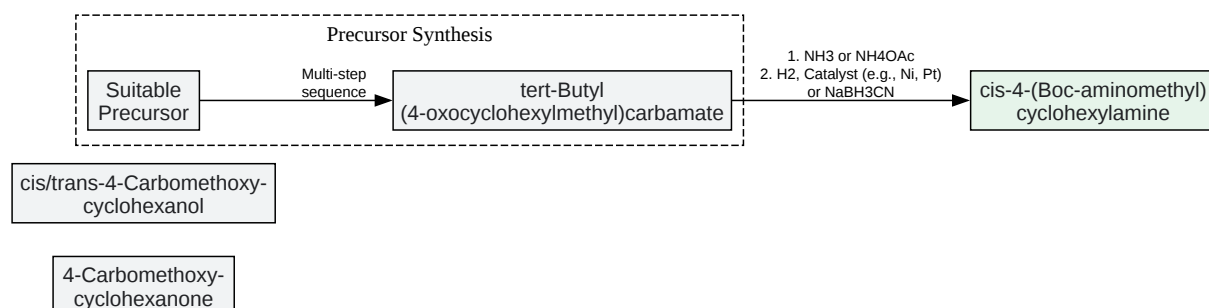 Precursor Synthesis
Suitable
Precursor
Multi-step
sequence
tert-Butyl
(4-oxocyclohexylmethyl)carbamate
1. NH3 or NH4OAc
2. H2, Catalyst (e.g., Ni, Pt)
or NaBH3CN
cis-4-(Boc-aminomethyl)
cyclohexylamine
cis/trans-4-Carbomethoxy-
cyclohexanol
4-Carbomethoxy-
cyclohexanone